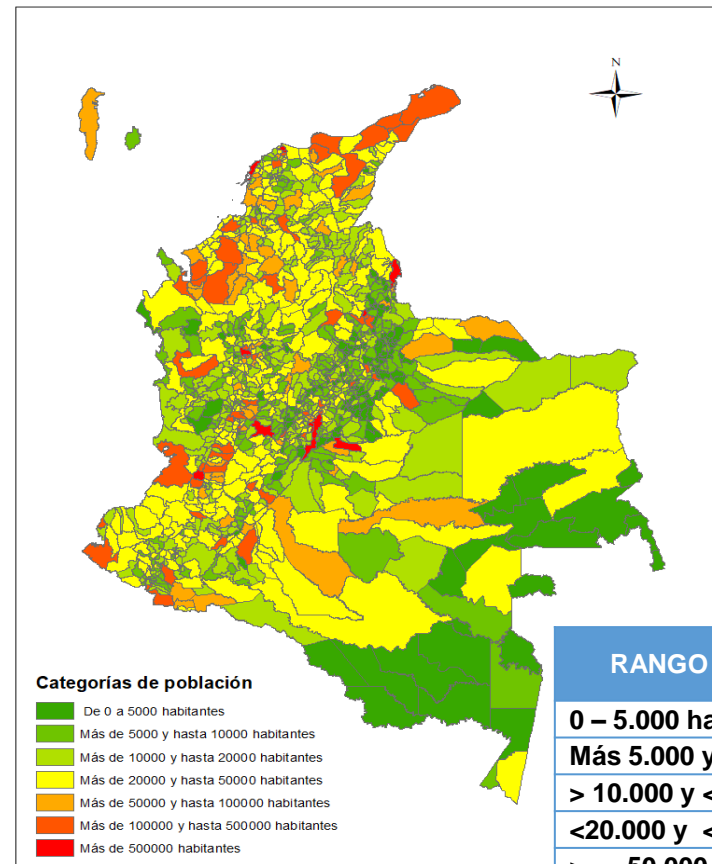 N
Categorías de población
De 0 a 5000 habitantes
Más de 5000 y hasta 10000 habitantes
Más de 10000 y hasta 20000 habitantes
Más de 20000 y hasta 50000 habitantes
Más de 50000 y hasta 100000 habitantes
Más de 100000 y hasta 500000 habitantes
Más de 500000 habitantes
RANGO
0 – 5.000 ha
Más 5.000 y
> 10.000 y <
<20.000 y <